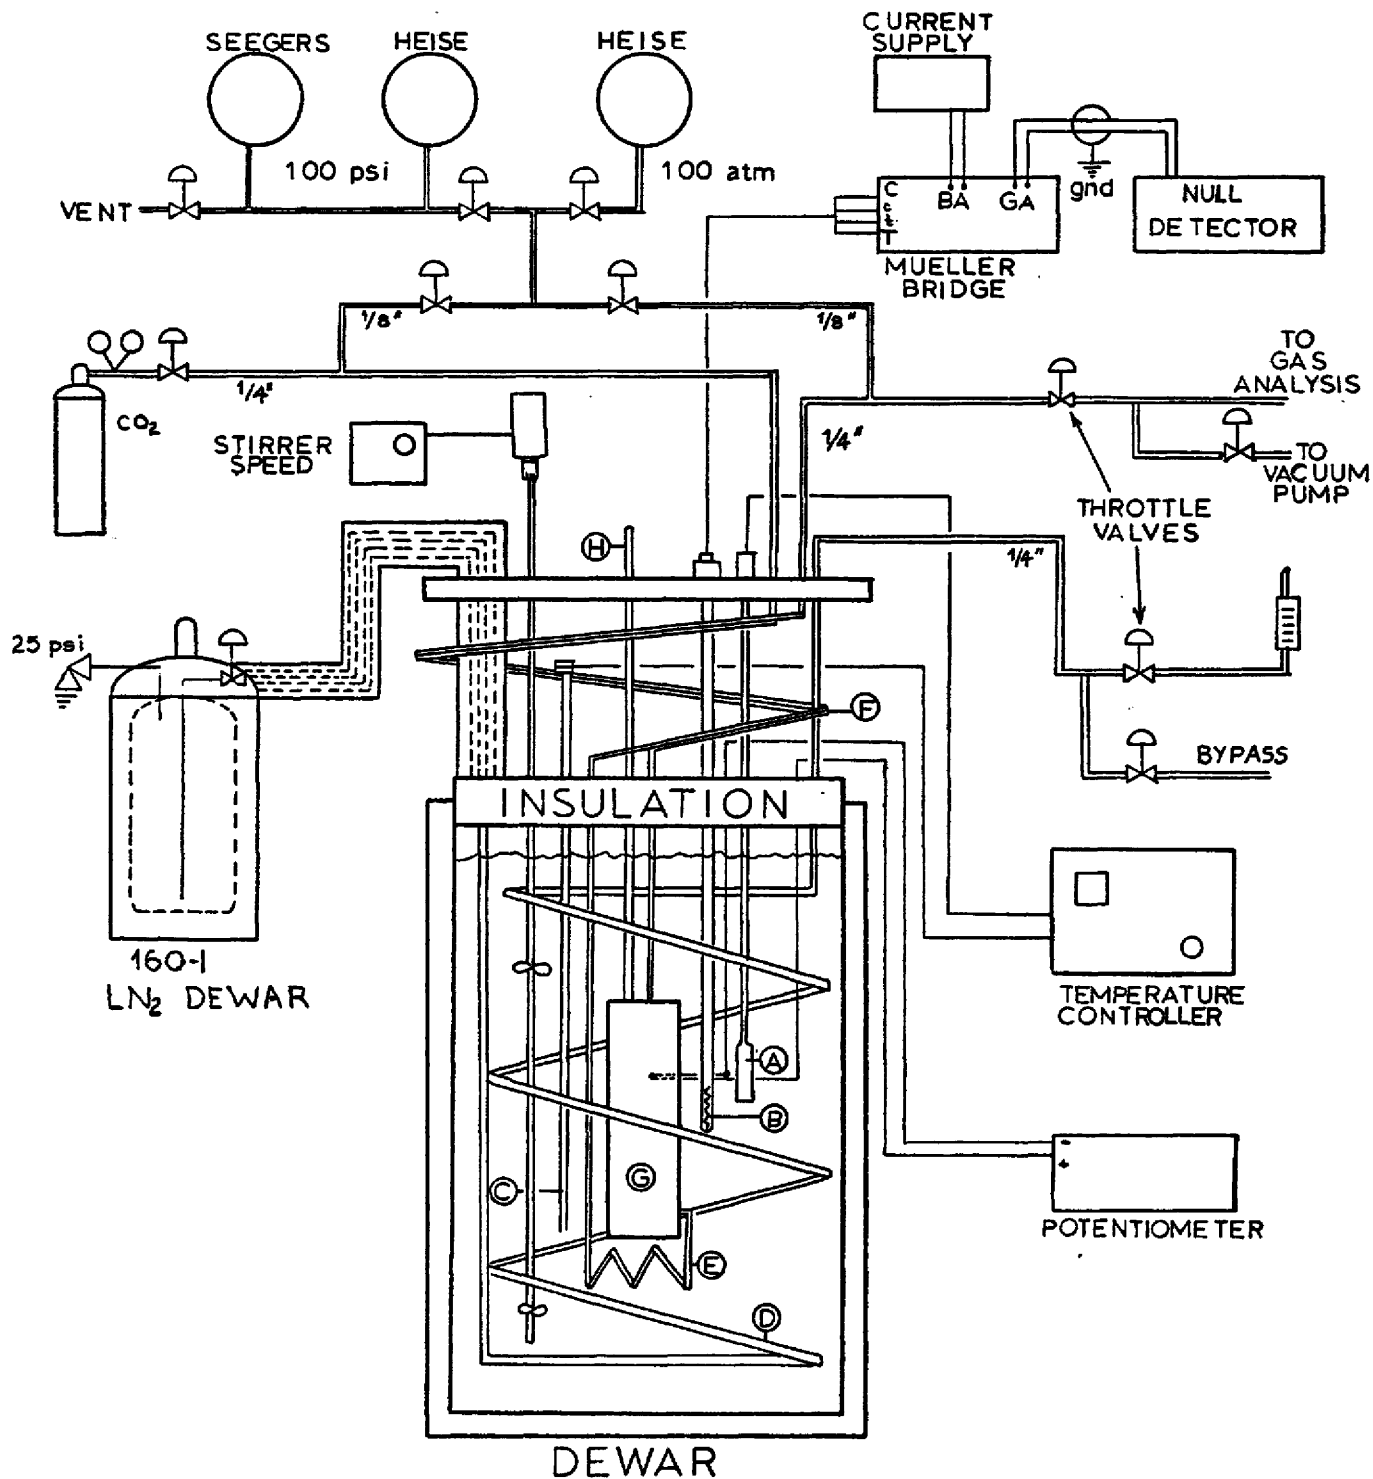 SEEGERS
HEISE
HEISE
CURRENT
SUPPLY
100 psi
100 atm
VENT
C
c
t
T
BA
GA
gnd
NULL
DETECTOR
MUELLER
BRIDGE
1/8"
1/8"
1/4"
CO2
STIRRER
SPEED
1/4"
TO
GAS
ANALYSIS
TO
VACUUM
PUMP
THROTTLE
VALVES
H
1/4"
25 psi
F
BYPASS
INSULATION
160-l
LN2 DEWAR
TEMPERATURE
CONTROLLER
A
B
C
G
E
D
-
+
POTENTIOMETER
DEWAR